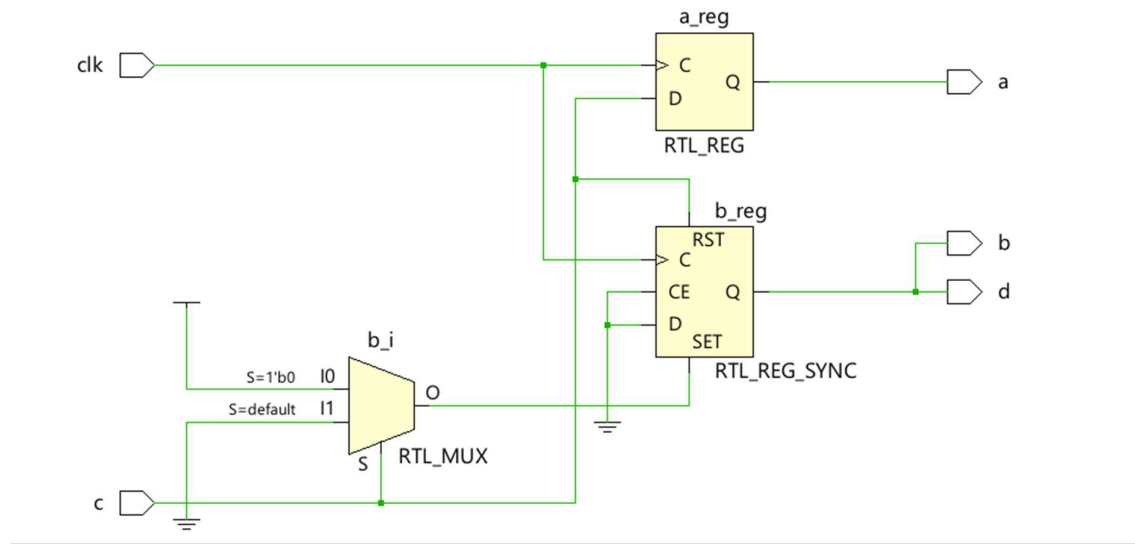 a_reg
clk
C
Q
a
D
RTL_REG
b_reg
RST
b
C
CE
Q
d
D
b_i
SET
RTL_REG_SYNC
S=1'b0
I0
O
S=default
I1
S
RTL_MUX
c